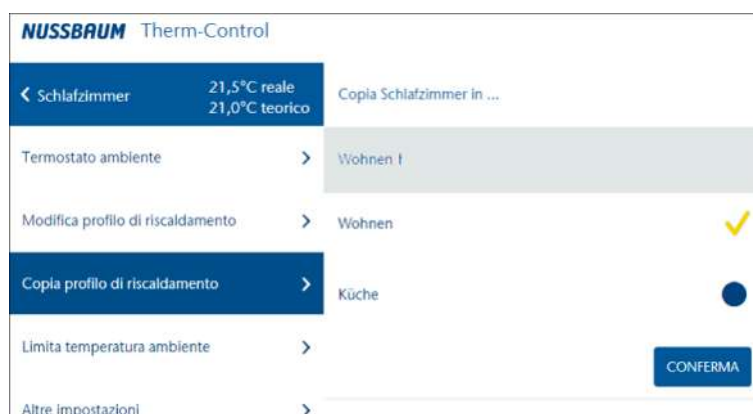 NUSSBAUM Therm-Control
Schlafzimmer
21,5°C reale
21,0°C teorico
Termostato ambiente
Modifica profilo di riscaldamento
Copia profilo di riscaldamento
Limita temperatura ambiente
Altre impostazioni
Copia Schlafzimmer in ...
Wohnen
Wohnen
Küche
CONFERMA